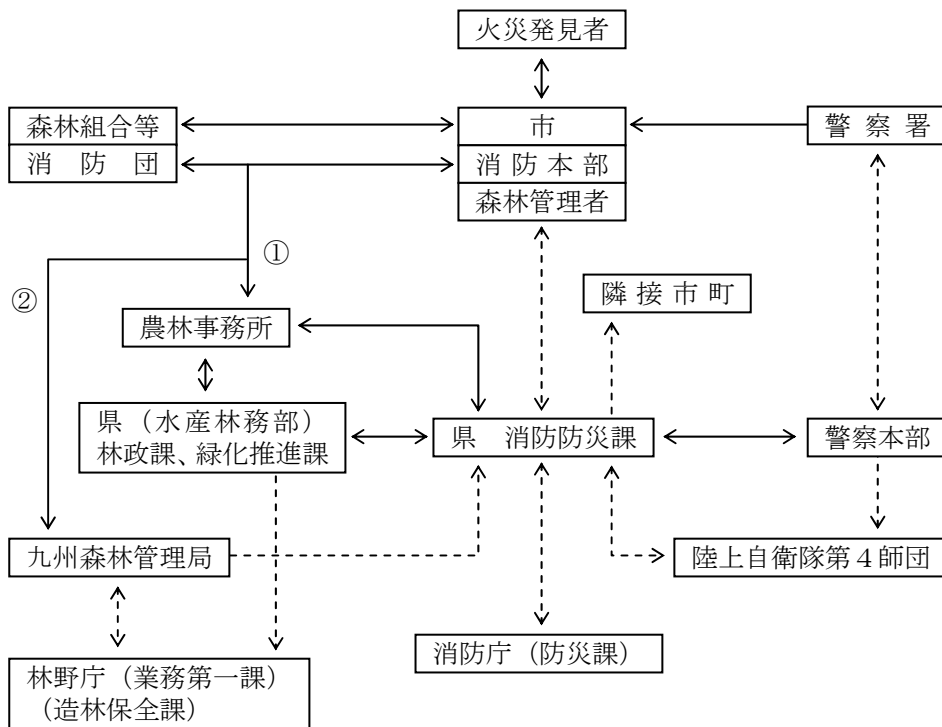 火災発見者
森林組合等
市
警察署
消防団
消防本部
森林管理者
①
②
隣接市町
農林事務所
県（水産林務部）
林政課、緑化推進課
県　消防防災課
警察本部
九州森林管理局
陸上自衛隊第４師団
消防庁（防災課）
林野庁（業務第一課）
（造林保全課）